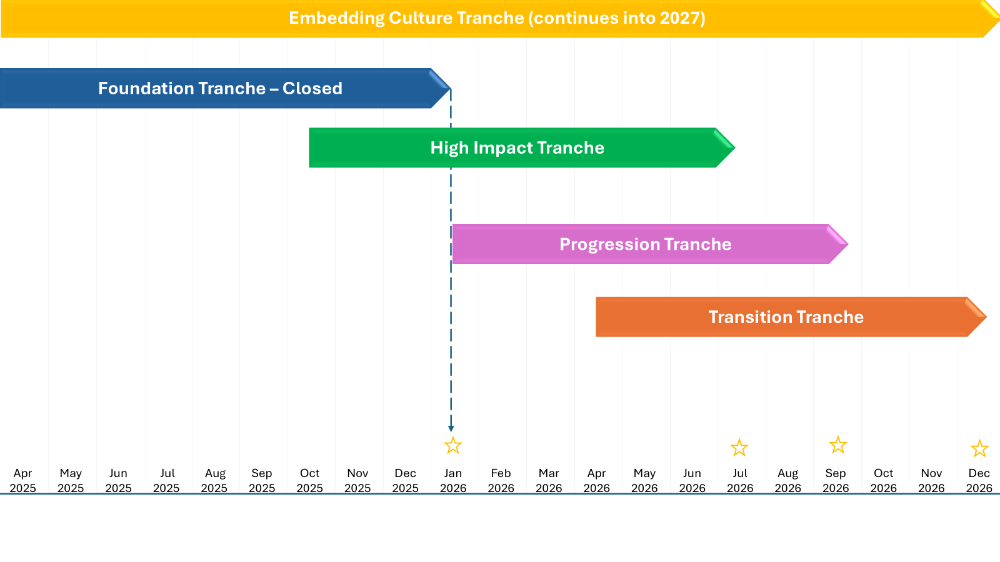 Embedding Culture Tranche (continues into 2027)
Foundation Tranche – Closed
High Impact Tranche
Progression Tranche
Transition Tranche
Apr May Jun Jul Aug Sep Oct Nov Dec Jan Feb Mar Apr May Jun Jul Aug Sep Oct Nov Dec
2025 2025 2025 2025 2025 2025 2025 2025 2025 2026 2026 2026 2026 2026 2026 2026 2026 2026 2026 2026 2026